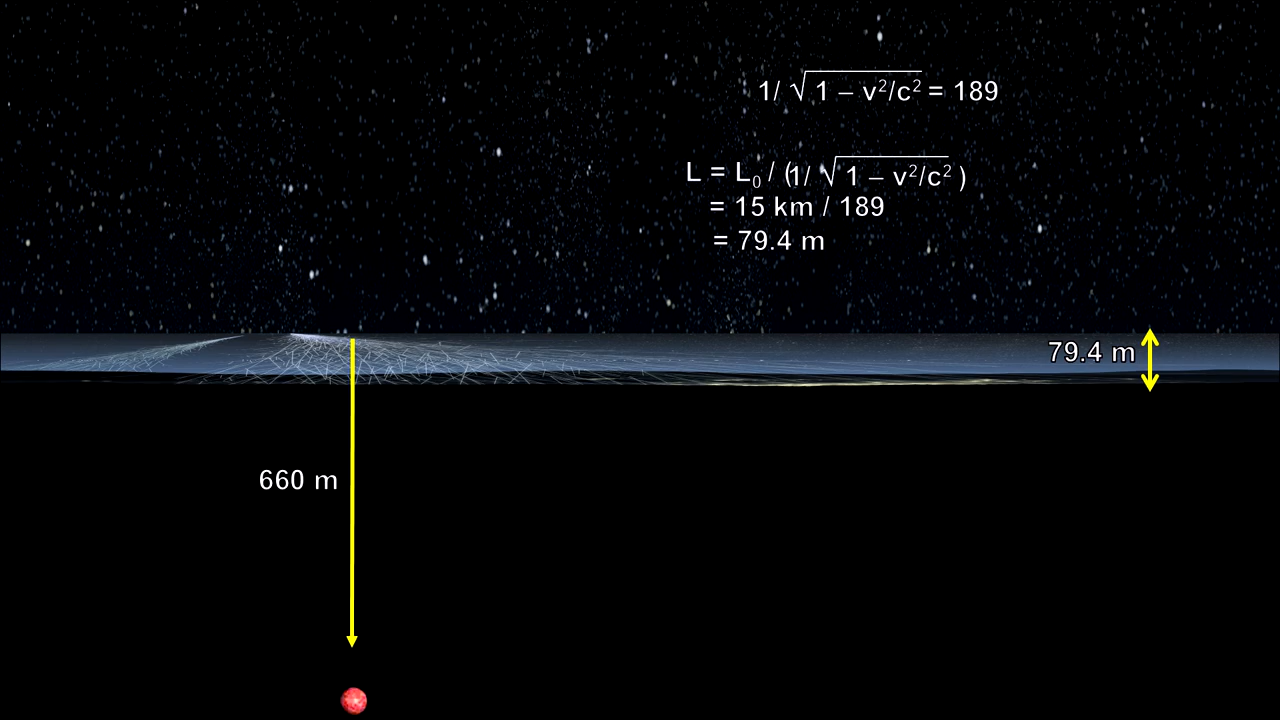 1/ √ 1 – v²/c² = 189
L = L₀ / (1/ √ 1 – v²/c² )
= 15 km / 189
= 79.4 m
79.4 m
660 m